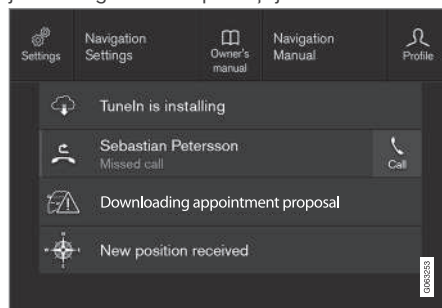 Settings
Navigation
Settings
Owner's
manual
Navigation
Manual
Profile
TuneIn is installing
Sebastian Petersson
Missed call
Call
Downloading appointment proposal
New position received
G063253